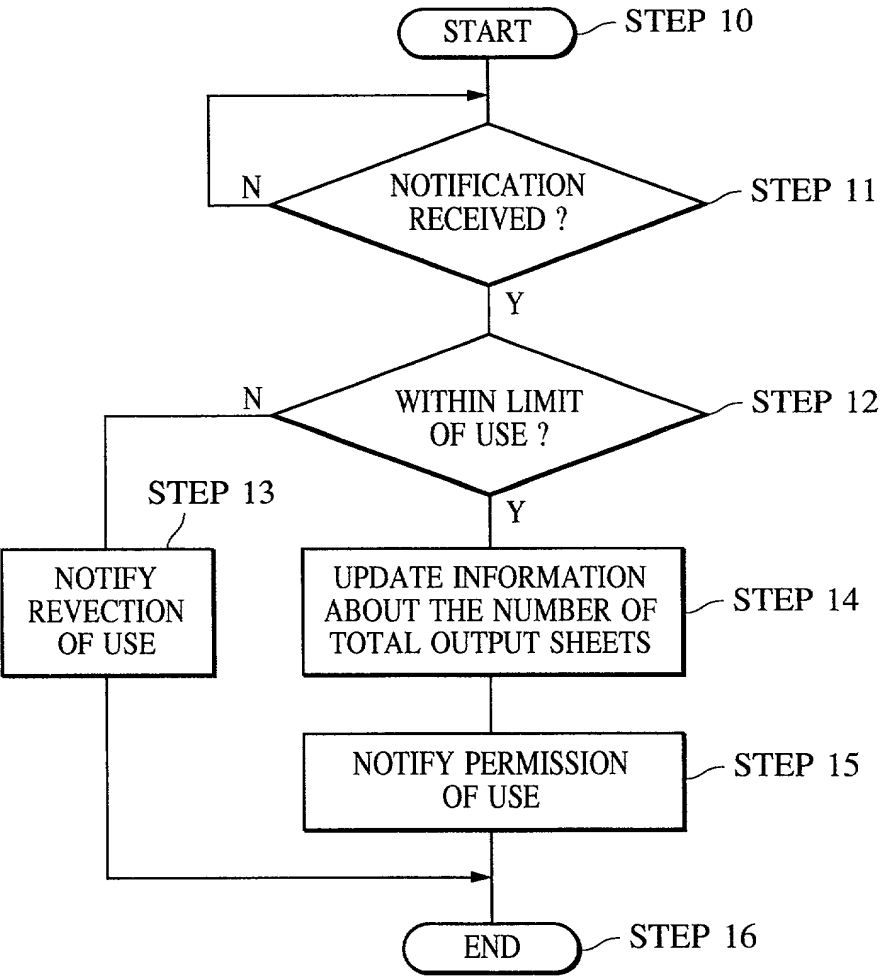 START
STEP 10
N
NOTIFICATION
RECEIVED ?
STEP 11
Y
N
WITHIN LIMIT
OF USE ?
STEP 12
Y
STEP 13
NOTIFY
REVECTION
OF USE
UPDATE INFORMATION
ABOUT THE NUMBER OF
TOTAL OUTPUT SHEETS
STEP 14
NOTIFY PERMISSION
OF USE
STEP 15
END
STEP 16